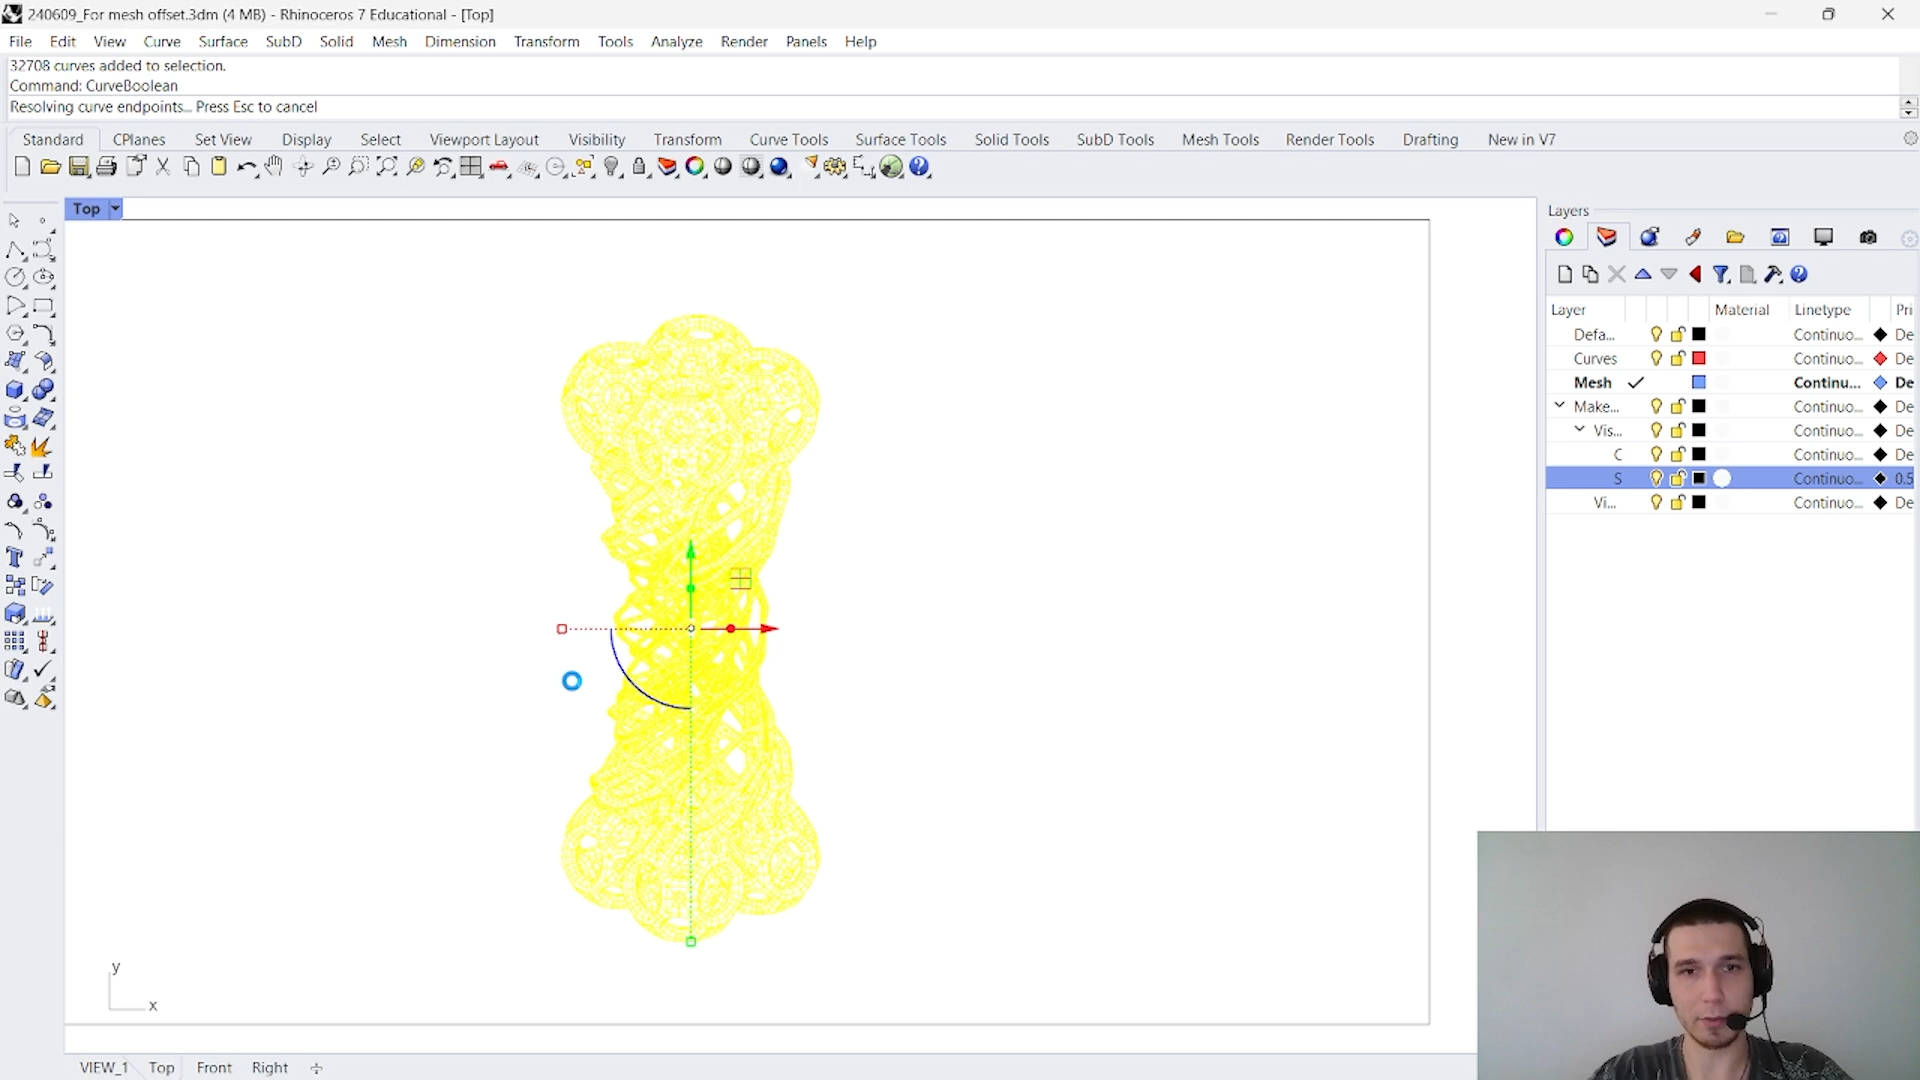 240609_For mesh offset.3dm (4 MB) - Rhinoceros 7 Educational - [Top]
File Edit View Curve Surface SubD Solid Mesh Dimension Transform Tools Analyze Render Panels Help
32708 curves added to selection.
Command: CurveBoolean
Resolving curve endpoints... Press Esc to cancel
Standard CPlanes Set View Display Select Viewport Layout Visibility Transform Curve Tools Surface Tools Solid Tools SubD Tools Mesh Tools Render Tools Drafting New in V7
Top
Layers
Layer Material Linetype Pri
Defa... Continuo... De
Curves Continuo... De
Mesh Continu... De
Make... Continuo... De
Vis... Continuo... De
C Continuo... De
S Continuo... 0.5
Vi... Continuo... De
y
x
VIEW_1 Top Front Right